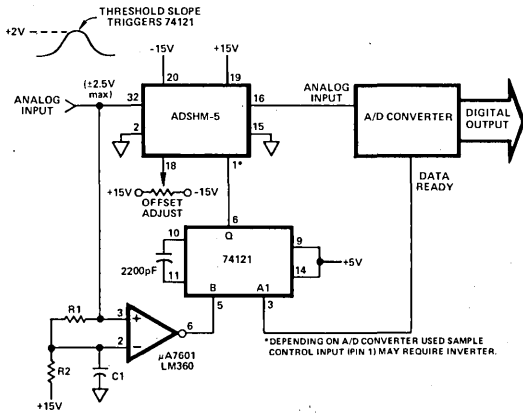 THRESHOLD SLOPE
TRIGGERS 74121
+2V
-15V
+15V
20
19
(±2.5V
max)
ANALOG
INPUT
32
ADSHM-5
16
ANALOG
INPUT
A/D CONVERTER
DIGITAL
OUTPUT
2
15
18
1*
DATA
READY
+15V
-15V
OFFSET
ADJUST
6
Q
10
9
74121
2200pF
+5V
11
14
B
A1
5
3
R1
3
+
6
2
-
*DEPENDING ON A/D CONVERTER USED SAMPLE
CONTROL INPUT (PIN 1) MAY REQUIRE INVERTER.
µA7601
LM360
R2
C1
+15V